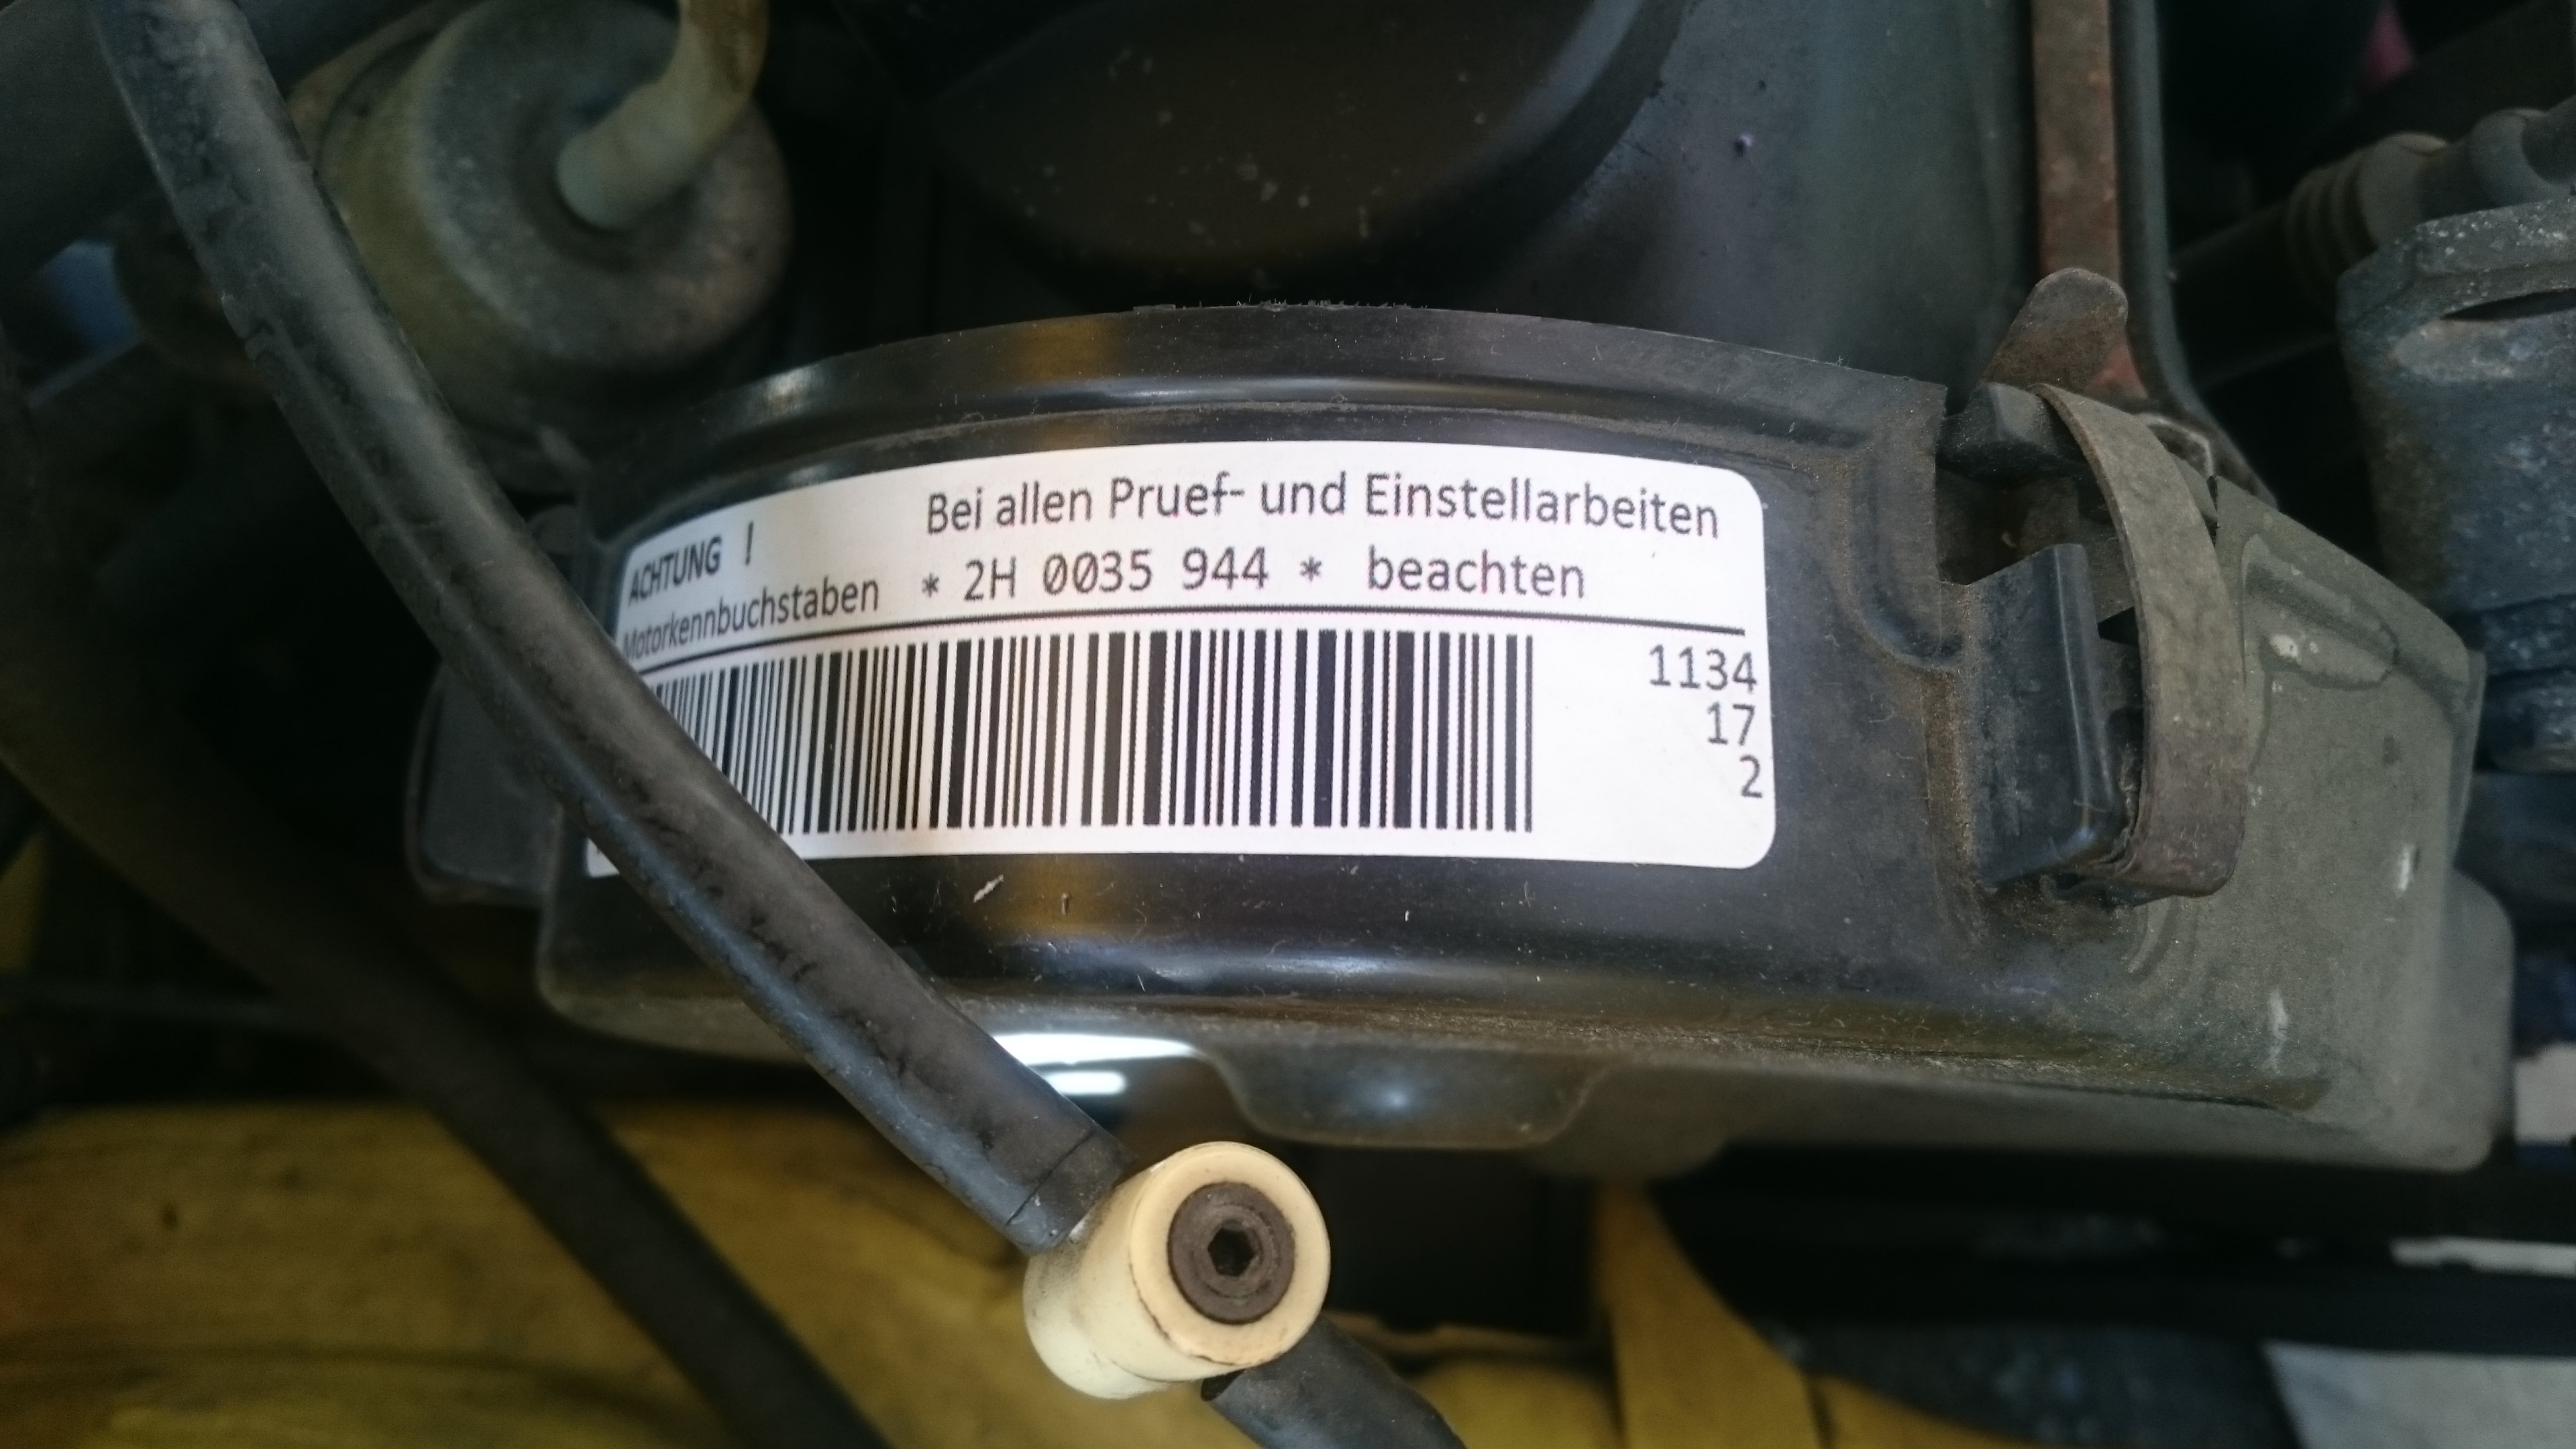 ACHTUNG ! Bei allen Pruef- und Einstellarbeiten
Motorkennbuchstaben * 2H 0035 944 * beachten
1134
17
2